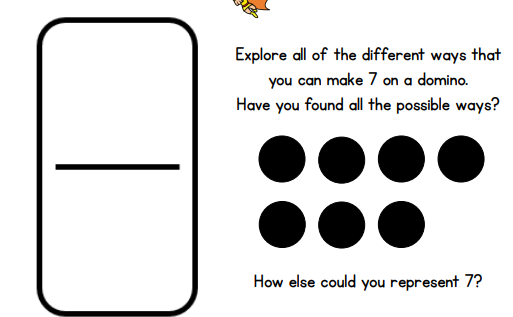 Explore all of the different ways that
you can make 7 on a domino.
Have you found all the possible ways?
How else could you represent 7?